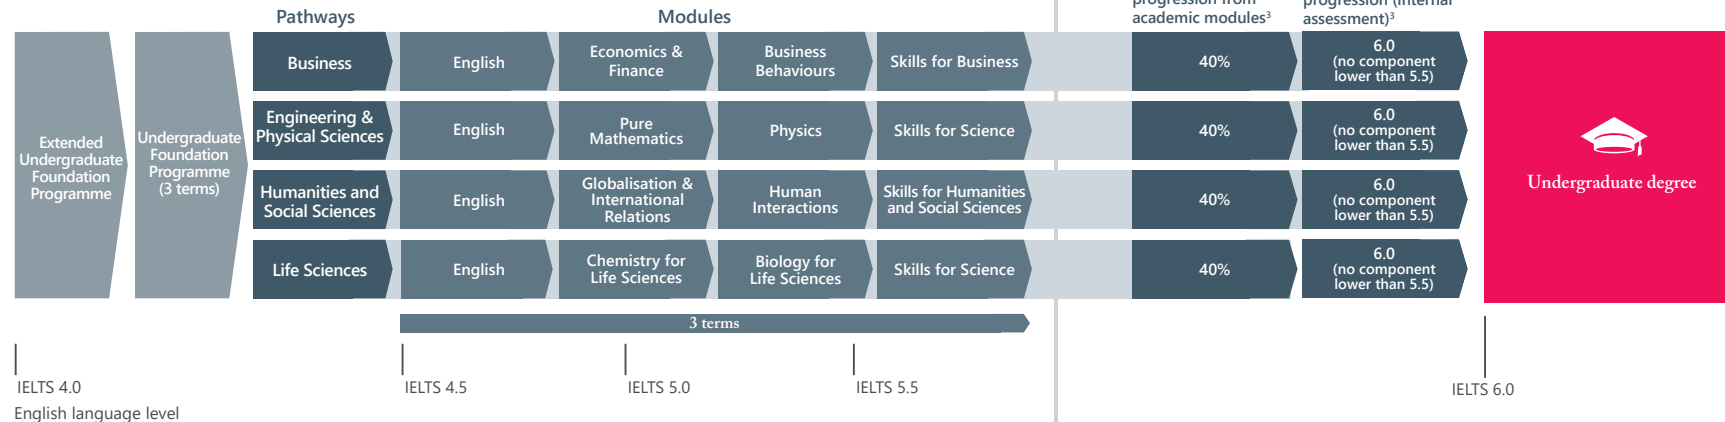 Pathways
Modules
progression from
academic modules³
progression (internal
assessment)³
Extended
Undergraduate
Foundation
Programme
Undergraduate
Foundation
Programme
(3 terms)
Business
English
Economics &
Finance
Business
Behaviours
Skills for Business
40%
6.0
(no component
lower than 5.5)
Engineering &
Physical Sciences
English
Pure
Mathematics
Physics
Skills for Science
40%
6.0
(no component
lower than 5.5)
Humanities and
Social Sciences
English
Globalisation &
International
Relations
Human
Interactions
Skills for Humanities
and Social Sciences
40%
6.0
(no component
lower than 5.5)
Life Sciences
English
Chemistry for
Life Sciences
Biology for
Life Sciences
Skills for Science
40%
6.0
(no component
lower than 5.5)
Undergraduate degree
3 terms
IELTS 4.0
IELTS 4.5
IELTS 5.0
IELTS 5.5
IELTS 6.0
English language level